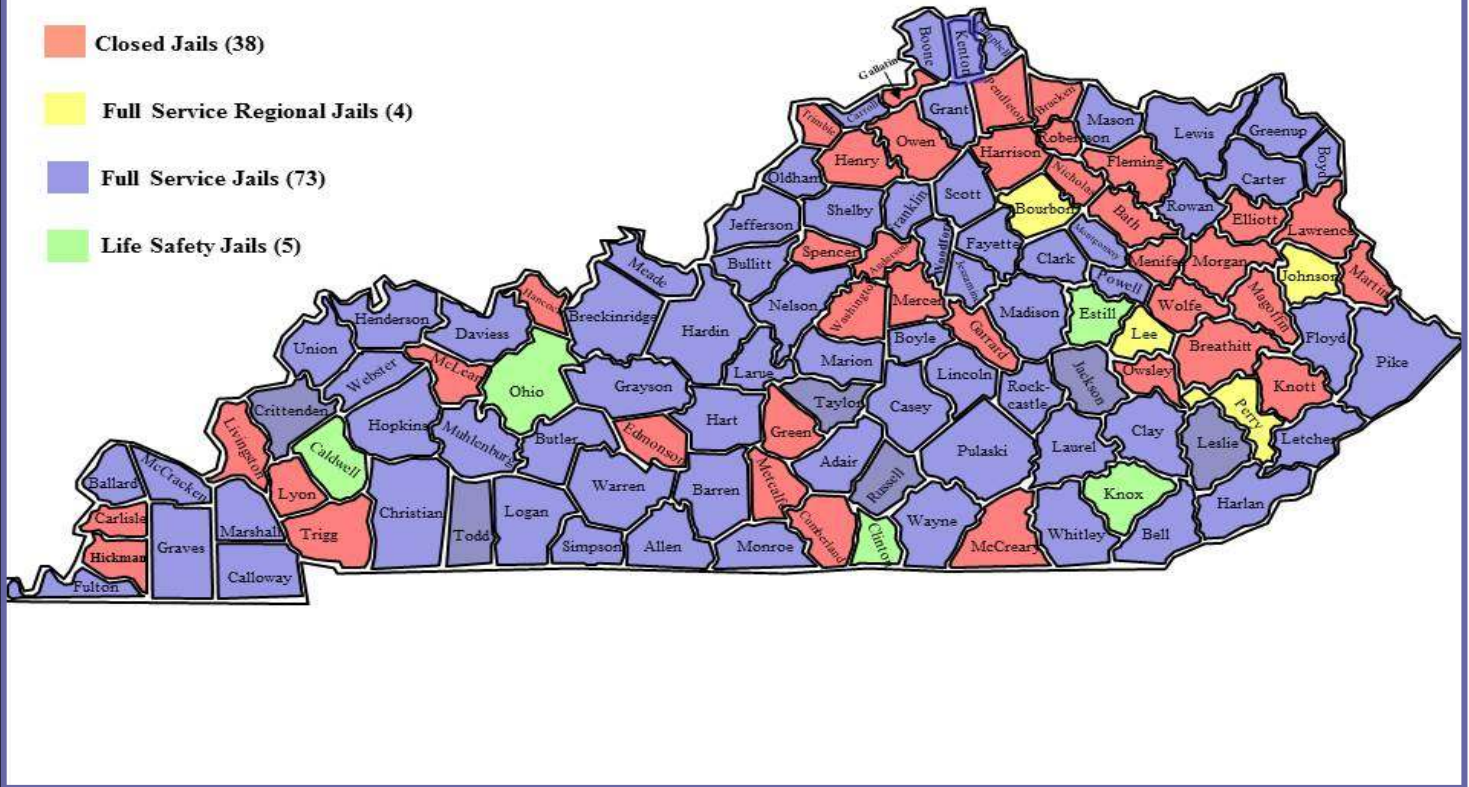 Closed Jails (38)
Full Service Regional Jails (4)
Full Service Jails (73)
Life Safety Jails (5)
Boone
Kenton
Campbell
Gallatin
Carroll
Grant
Pendleton
Bracken
Trimble
Owen
Mason
Robertson
Lewis
Greenup
Boyd
Henry
Harrison
Fleming
Oldham
Nicholas
Carter
Scott
Rowan
Shelby
Franklin
Bourbon
Bath
Elliott
Lawrence
Jefferson
Woodford
Fayette
Montgomery
Spencer
Anderson
Clark
Menifee
Morgan
Bullitt
Jessamine
Powell
Johnson
Martin
Meade
Nelson
Washington
Mercer
Madison
Estill
Wolfe
Magoffin
Hancock
Breckinridge
Henderson
Daviess
Hardin
Boyle
Garrard
Lee
Breathitt
Floyd
Pike
Union
Webster
McLean
Larue
Marion
Lincoln
Rock-
castle
Jackson
Owsley
Knott
Ohio
Grayson
Taylor
Casey
Perry
Crittenden
Hopkins
Muhlenburg
Butler
Edmonson
Hart
Green
Adair
Pulaski
Laurel
Clay
Leslie
Letcher
Livingston
Caldwell
Lyon
Warren
Barren
Metcalfe
Russell
Knox
Harlan
Ballard
McCracken
Carlisle
Hickman
Fulton
Graves
Marshall
Calloway
Trigg
Christian
Todd
Logan
Simpson
Allen
Monroe
Cumberland
Clinton
Wayne
McCreary
Whitley
Bell